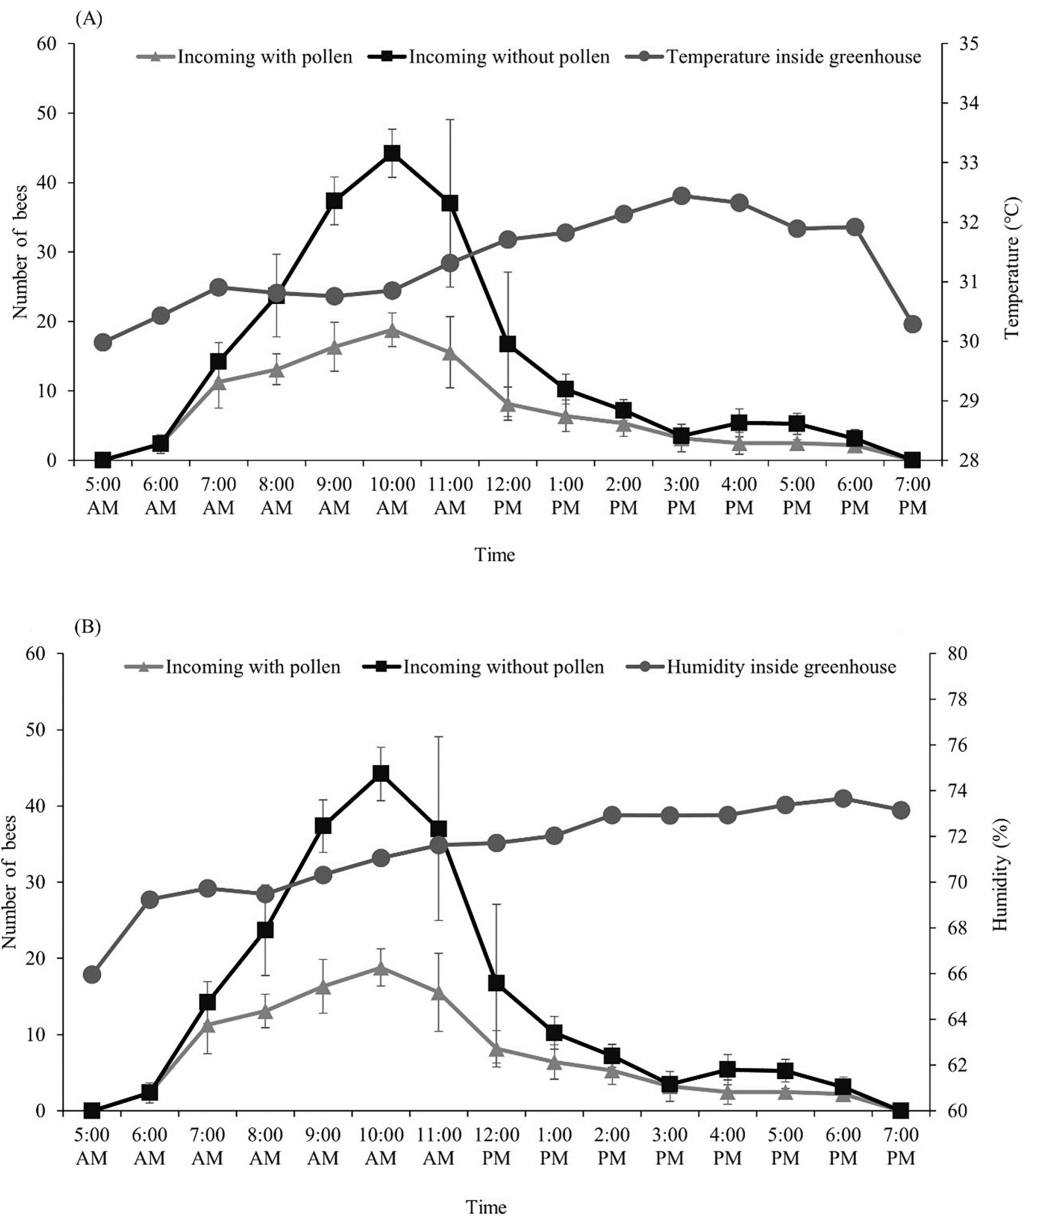 (A)
Incoming with pollen Incoming without pollen Temperature inside greenhouse
60
50
40
30
20
10
0
Number of bees
35
34
33
32
31
30
29
28
Temperature (°C)
5:00 6:00 7:00 8:00 9:00 10:00 11:00 12:00 1:00 2:00 3:00 4:00 5:00 6:00 7:00
AM AM AM AM AM AM AM PM PM PM PM PM PM PM PM
Time
(B)
Incoming with pollen Incoming without pollen Humidity inside greenhouse
60
50
40
30
20
10
0
Number of bees
80
78
76
74
72
70
68
66
64
62
60
Humidity (%)
5:00 6:00 7:00 8:00 9:00 10:00 11:00 12:00 1:00 2:00 3:00 4:00 5:00 6:00 7:00
AM AM AM AM AM AM AM PM PM PM PM PM PM PM PM
Time